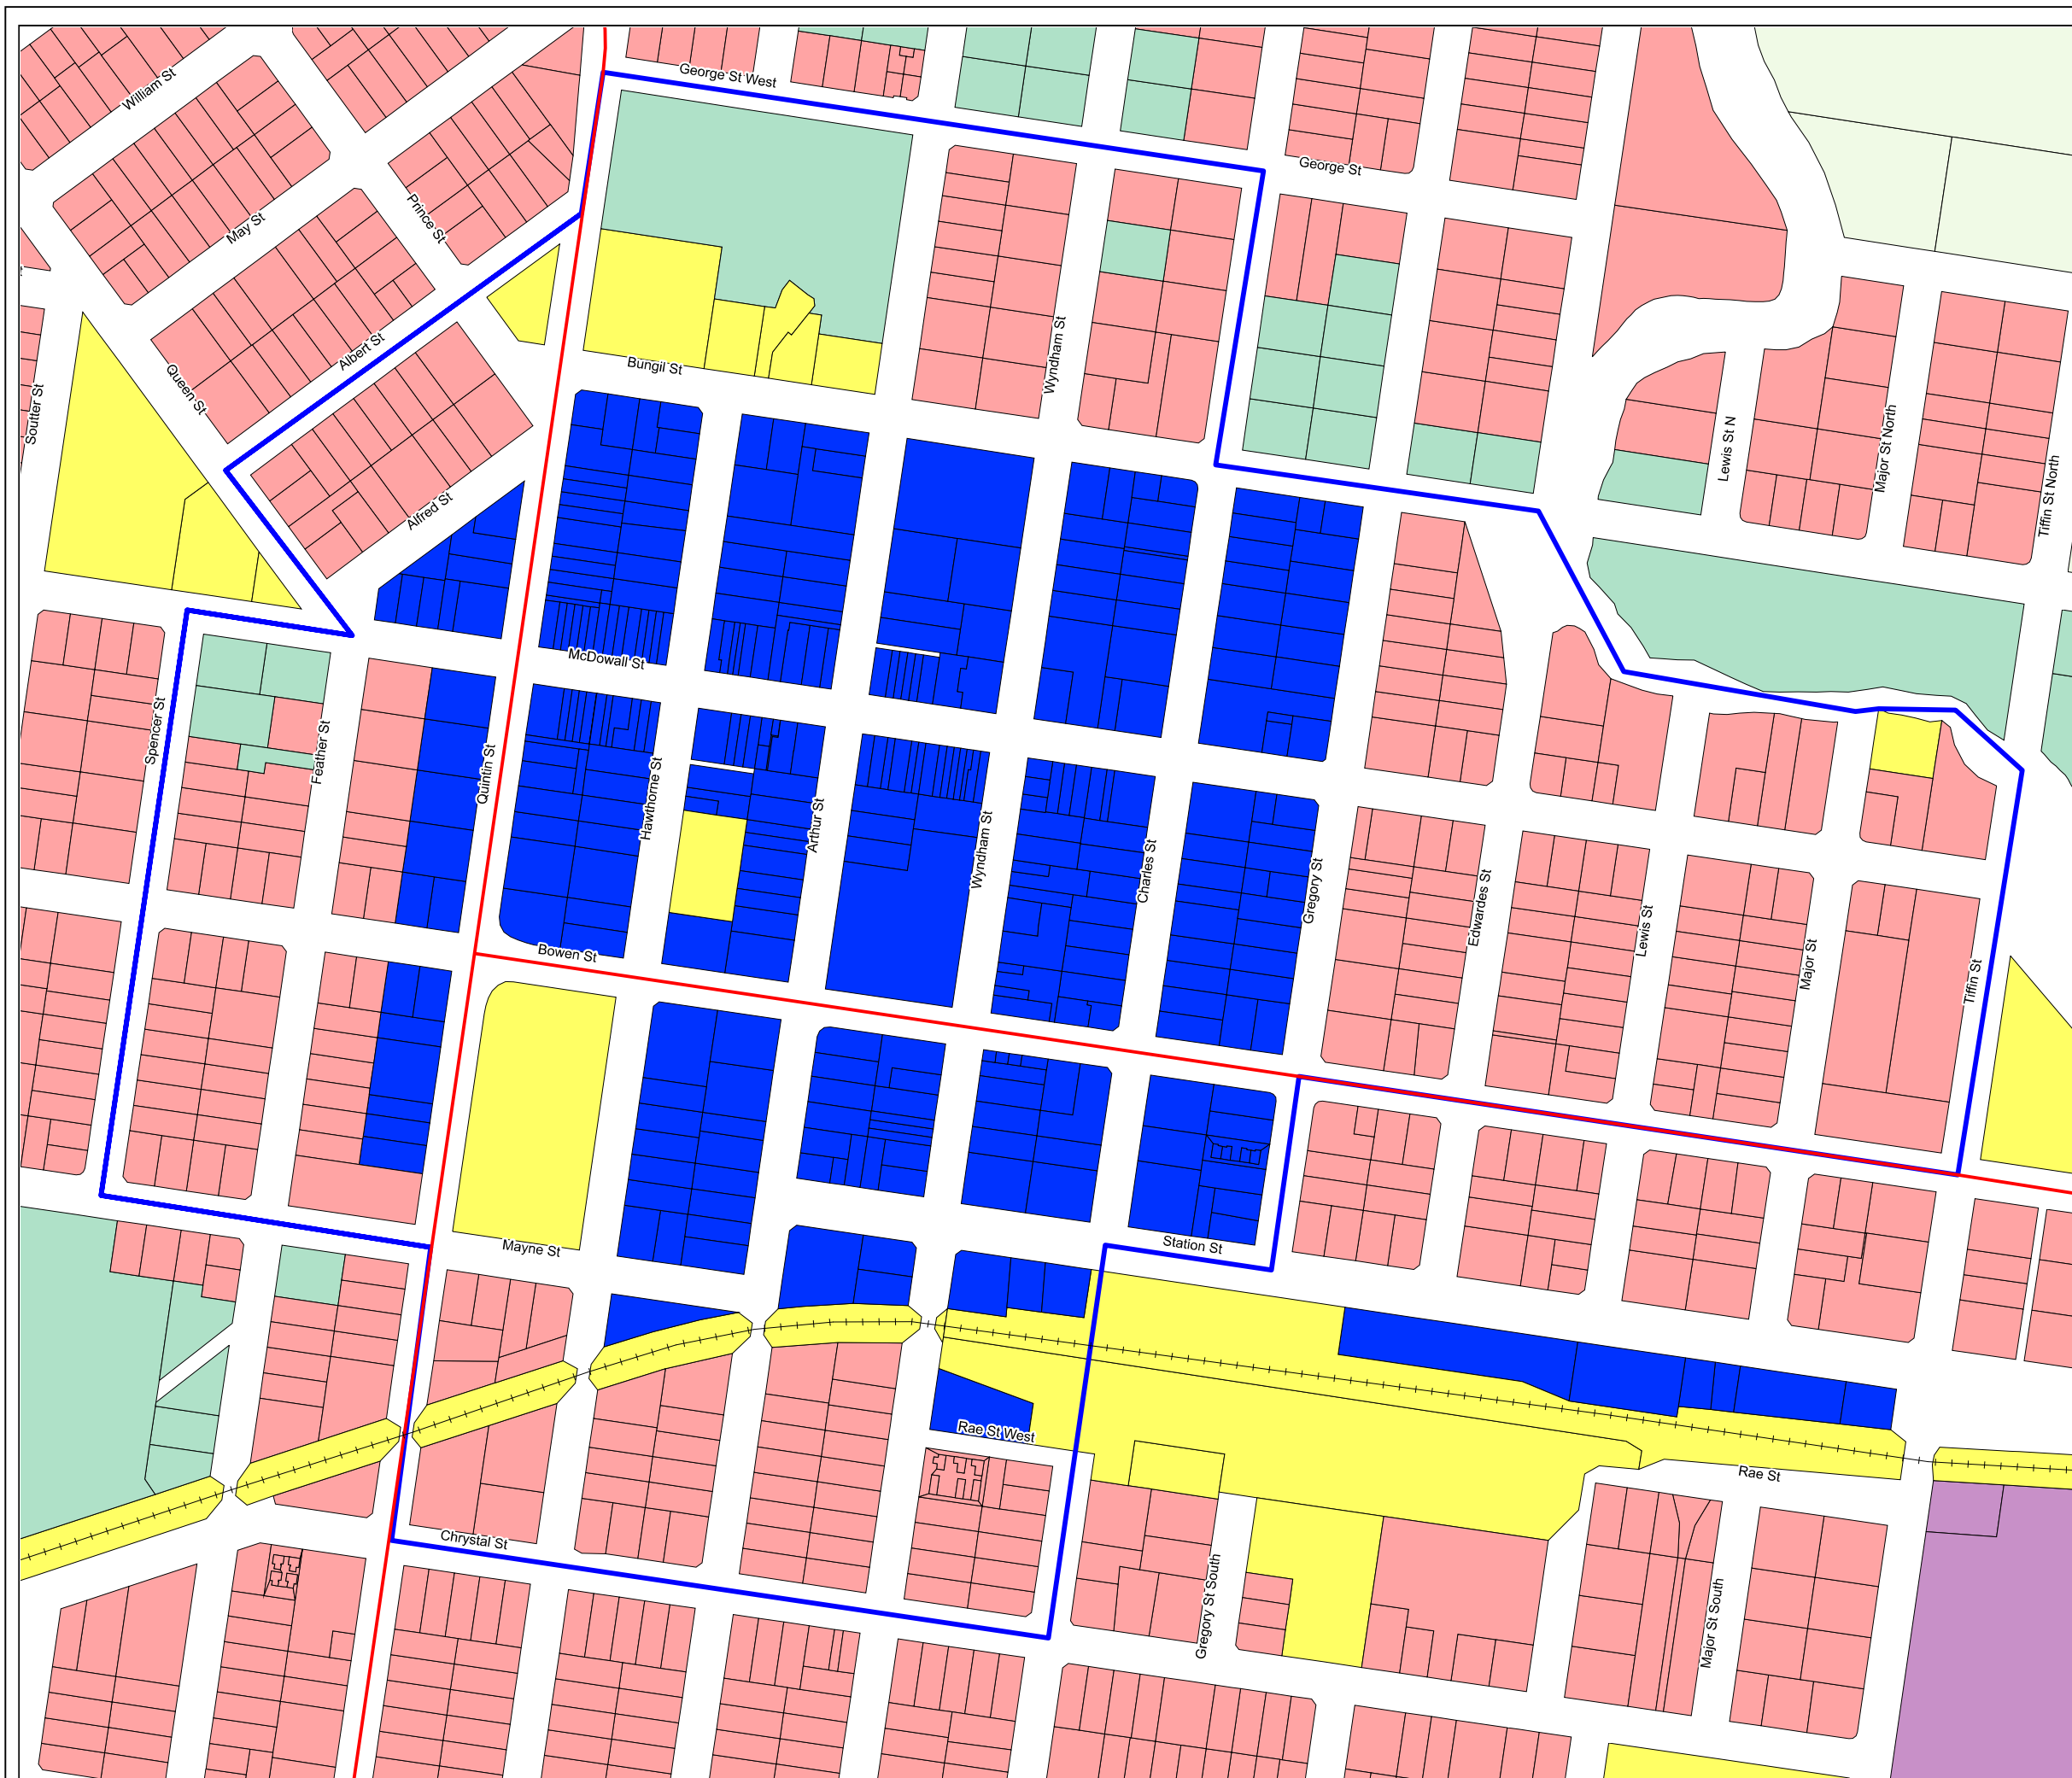 George St West
William St
George St
May St
Prince St
Wyndham St
Albert St
Bungil St
Queen St
Soutter St
Lewis St N
Major St North
Tiffin St North
Alfred St
McDowall St
Spencer St
Feather St
Quintin St
Hawthorne St
Arthur St
Wyndham St
Charles St
Gregory St
Edwardes St
Lewis St
Major St
Tiffin St
Bowen St
Mayne St
Station St
Rae St West
Rae St
Chrystal St
Gregory St South
Major St South